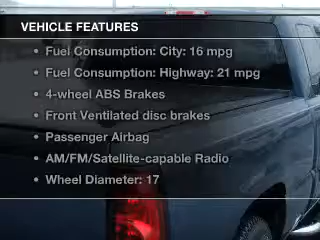 VEHICLE FEATURES
• Fuel Consumption: City: 16 mpg
• Fuel Consumption: Highway: 21 mpg
• 4-wheel ABS Brakes
• Front Ventilated disc brakes
• Passenger Airbag
• AM/FM/Satellite-capable Radio
• Wheel Diameter: 17